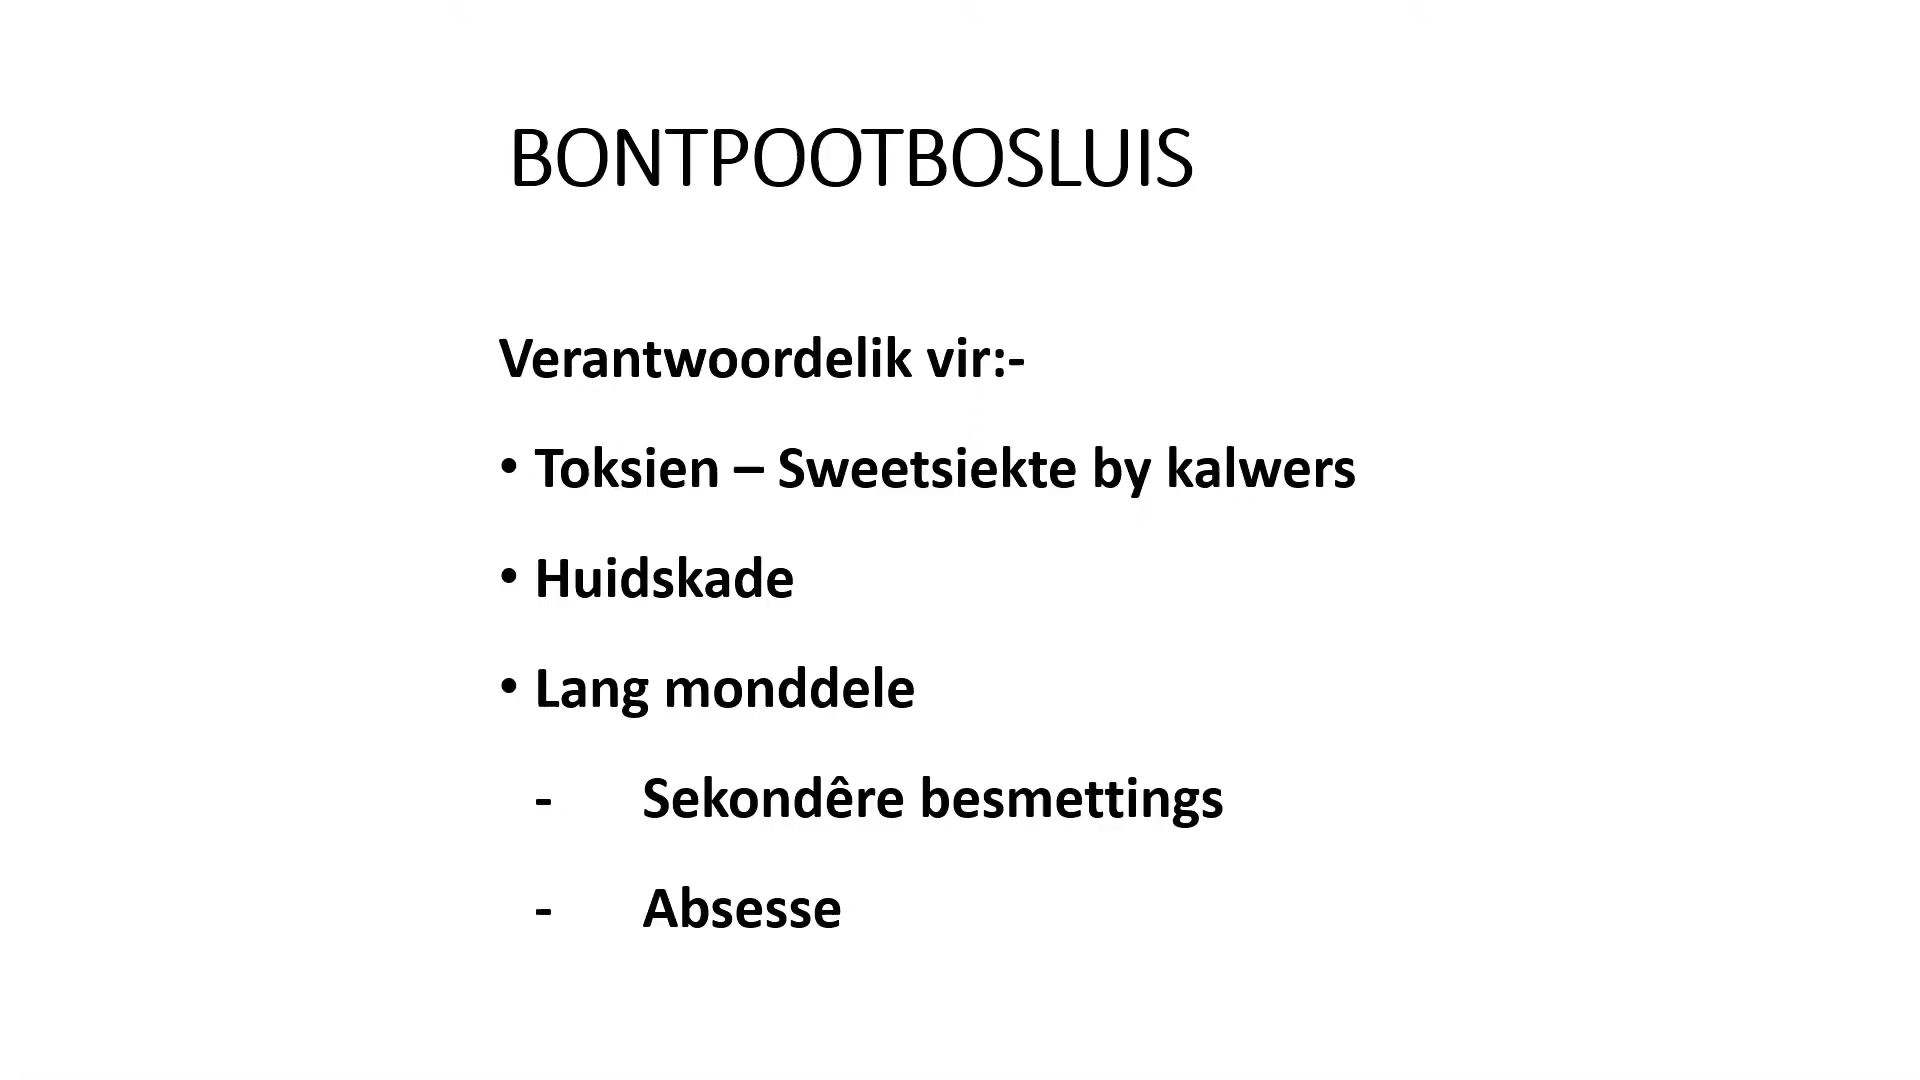 BONTPOOTBOSLUIS
Verantwoordelik vir:-
• Toksien – Sweetsiekte by kalwers
• Huidskade
• Lang monddele
- Sekondêre besmettings
- Absesse